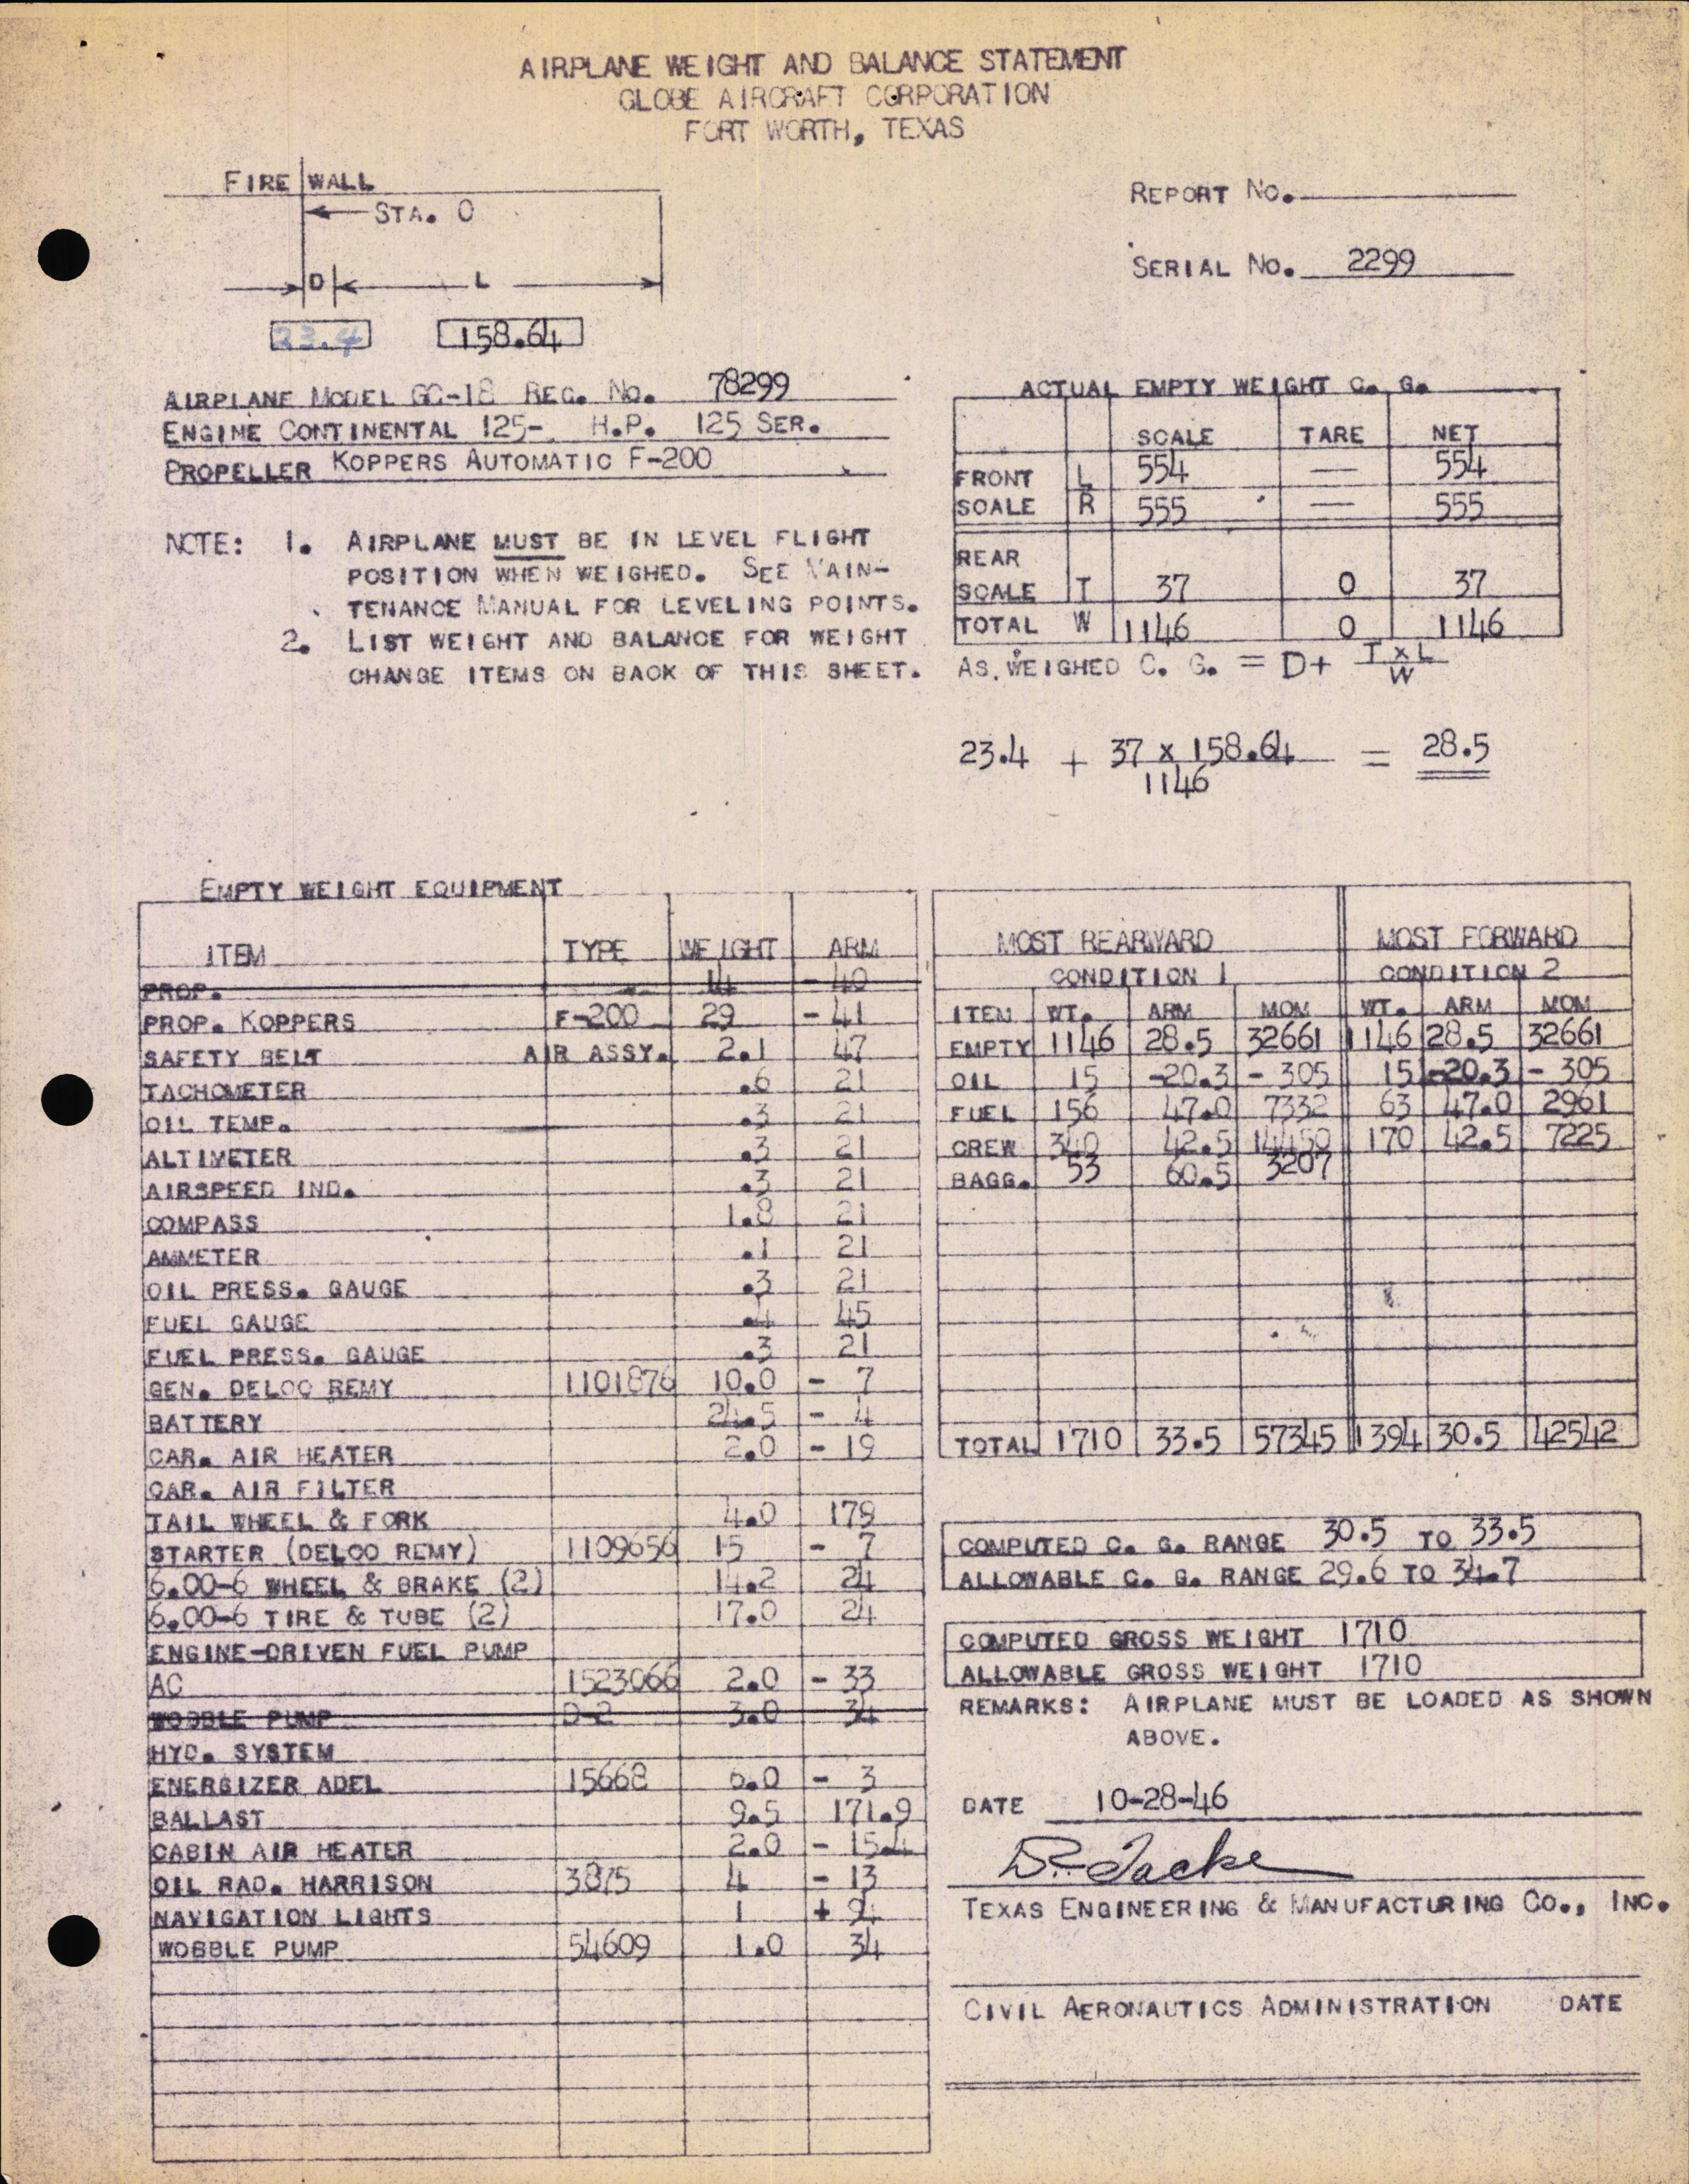 AIRPLANE WEIGHT AND BALANCE STATEMENT
GLOBE AIRCRAFT CORPORATION
FORT WORTH, TEXAS
FIRE WALL
STA. 0
D L
23.4 158.64
REPORT NO.
SERIAL NO. 2299
AIRPLANE MODEL GC-1B REG. NO. 78299
ENGINE CONTINENTAL 125- H.P. 125 SER.
PROPELLER KOPPERS AUTOMATIC F-200
NOTE: 1. AIRPLANE MUST BE IN LEVEL FLIGHT
POSITION WHEN WEIGHED. SEE MAIN-
TENANCE MANUAL FOR LEVELING POINTS.
2. LIST WEIGHT AND BALANCE FOR WEIGHT
CHANGE ITEMS ON BACK OF THIS SHEET.
ACTUAL EMPTY WEIGHT C. G.
SCALE TARE NET
FRONT L 554 — 554
SCALE R 555 — 555
REAR
SCALE T 37 0 37
TOTAL W 1146 0 1146
AS WEIGHED C. G. = D+ T x L
W
23.4 + 37 x 158.64 = 28.5
1146
EMPTY WEIGHT EQUIPMENT
ITEM TYPE WEIGHT ARM
PROP. 14 - 40
PROP. KOPPERS F-200 29 - 41
SAFETY BELT AIR ASSY. 2.1 47
TACHOMETER .6 21
OIL TEMP. .3 21
ALTIMETER .3 21
AIRSPEED IND. .3 21
COMPASS 1.8 21
AMMETER .1 21
OIL PRESS. GAUGE .3 21
FUEL GAUGE .4 45
FUEL PRESS. GAUGE .3 21
GEN. DELCO REMY 1101876 10.0 - 7
BATTERY 24.5 - 4
CAR. AIR HEATER 2.0 - 19
CAR. AIR FILTER
TAIL WHEEL & FORK 4.0 179
STARTER (DELCO REMY) 1109656 15 - 7
6.00-6 WHEEL & BRAKE (2) 14.2 24
6.00-6 TIRE & TUBE (2) 17.0 24
ENGINE-DRIVEN FUEL PUMP
AC 1523066 2.0 - 33
WOBBLE PUMP D-2 3.0 34
HYD. SYSTEM
ENERGIZER ADEL 15668 6.0 - 3
BALLAST 9.5 171.9
CABIN AIR HEATER 2.0 - 15.4
OIL RAD. HARRISON 3875 4 - 13
NAVIGATION LIGHTS 1 +
WOBBLE PUMP 54609 1.0 34
MOST REARWARD MOST FORWARD
CONDITION 1 CONDITION 2
ITEM WT. ARM MOM WT. ARM MOM
EMPTY 1146 28.5 32661 1146 28.5 32661
OIL 15 -20.3 - 305 15 -20.3 - 305
FUEL 156 47.0 7332 63 47.0 2961
CREW 340 42.5 14450 170 42.5 7225
BAGG. 53 60.5 3207
TOTAL 1710 33.5 57345 1394 30.5 42542
COMPUTED C. G. RANGE 30.5 TO 33.5
ALLOWABLE C. G. RANGE 29.6 TO 34.7
COMPUTED GROSS WEIGHT 1710
ALLOWABLE GROSS WEIGHT 1710
REMARKS: AIRPLANE MUST BE LOADED AS SHOWN
ABOVE.
DATE 10-28-46
TEXAS ENGINEERING & MANUFACTURING CO., INC.
CIVIL AERONAUTICS ADMINISTRATION DATE